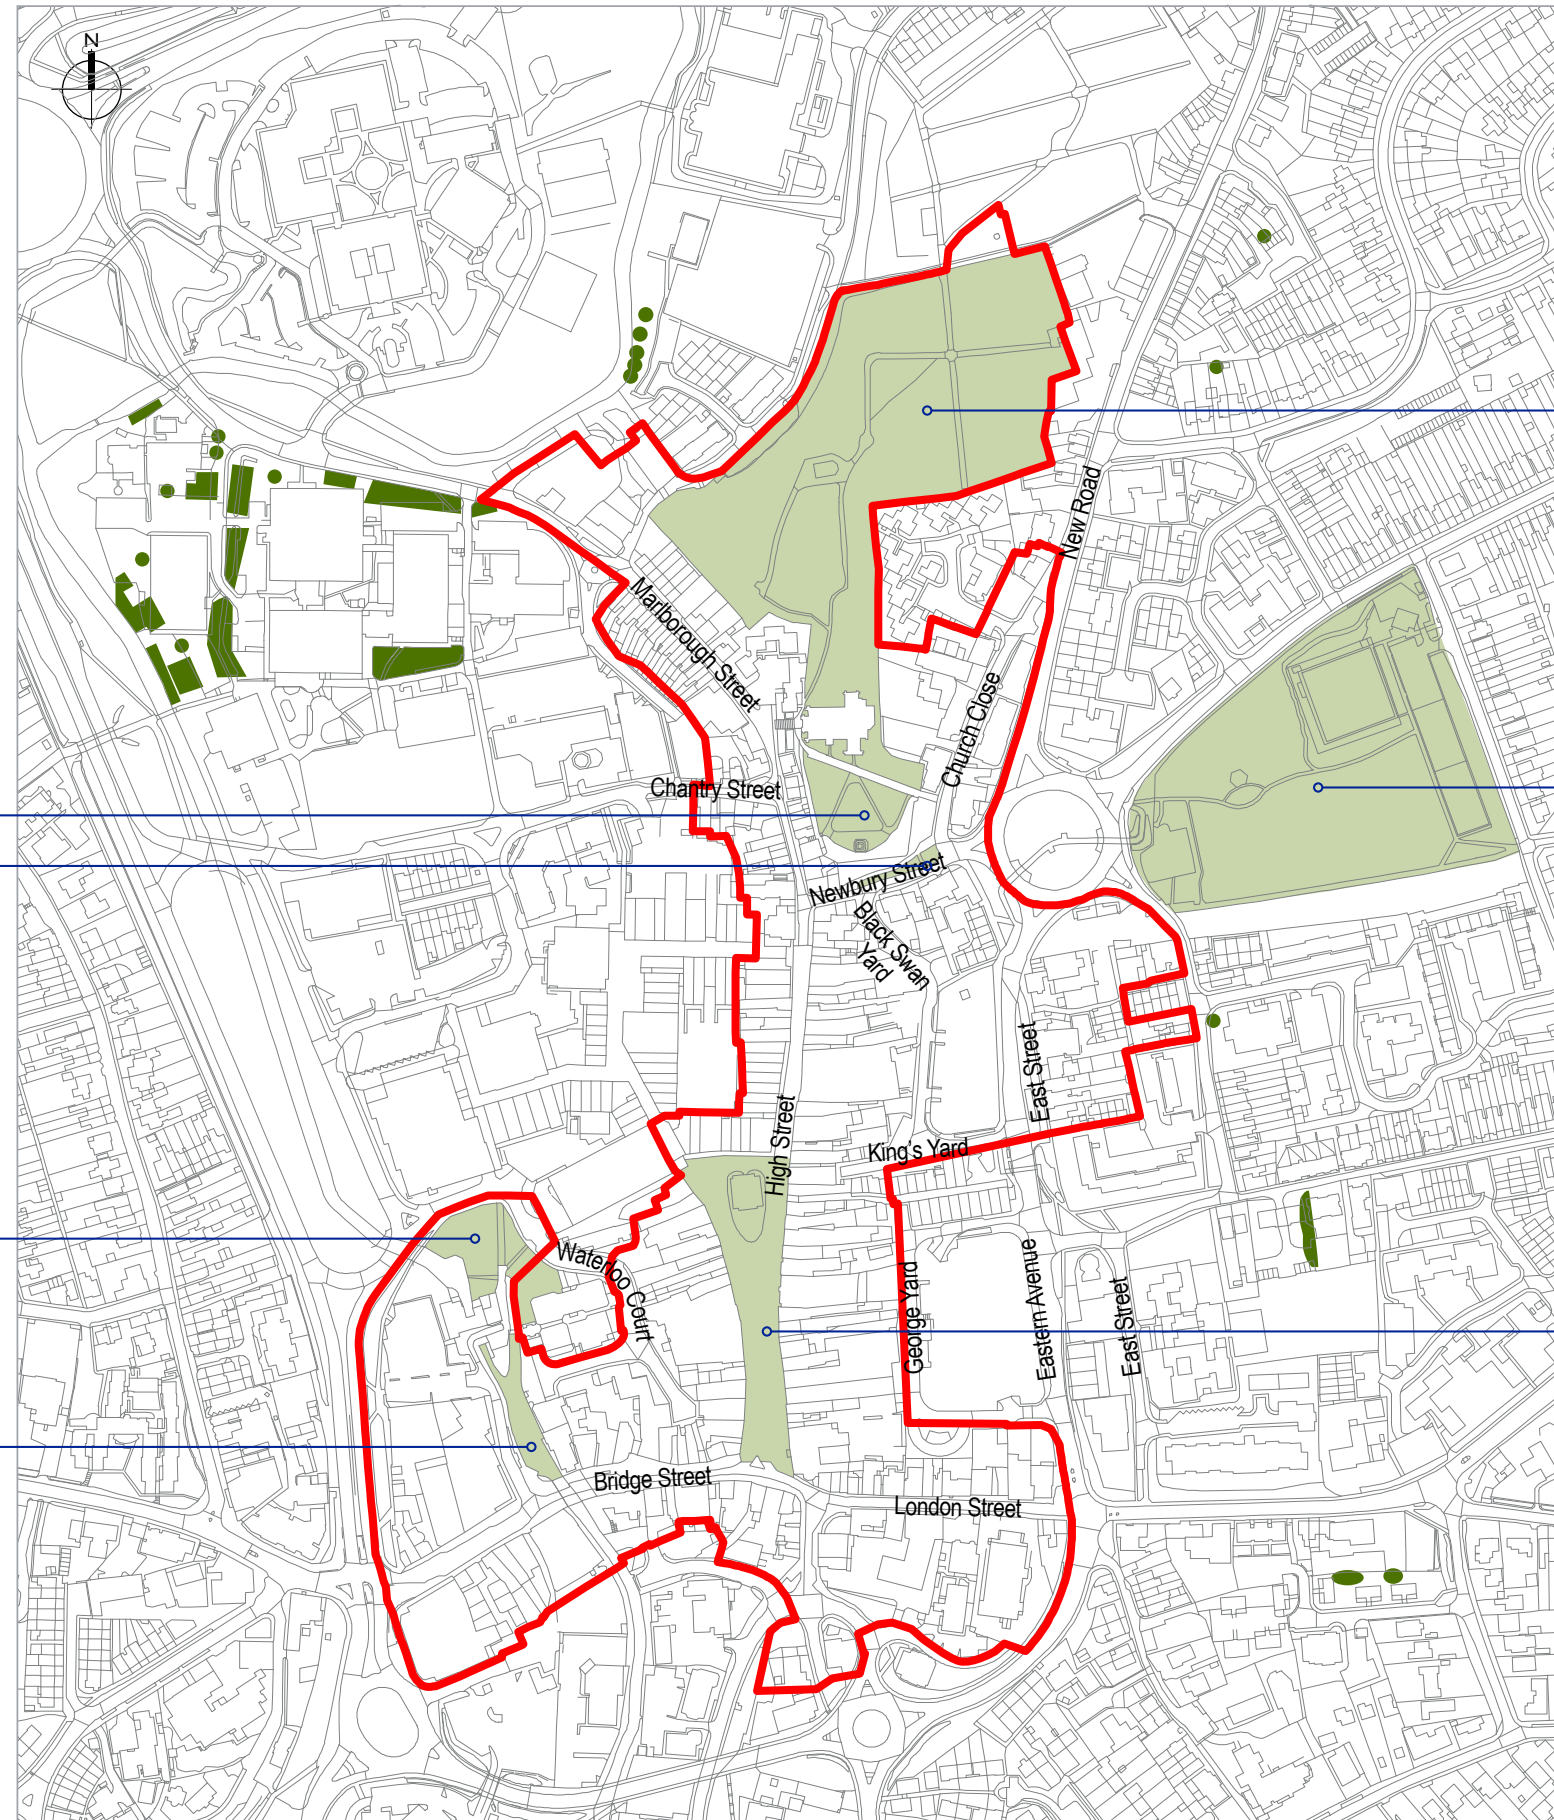 N
New Road
Marlborough Street
Church Close
Chantry Street
Newbury Street
Black Swan
Yard
East Street
High Street
King's Yard
Waterloo Court
George Yard
Eastern Avenue
East Street
Bridge Street
London Street